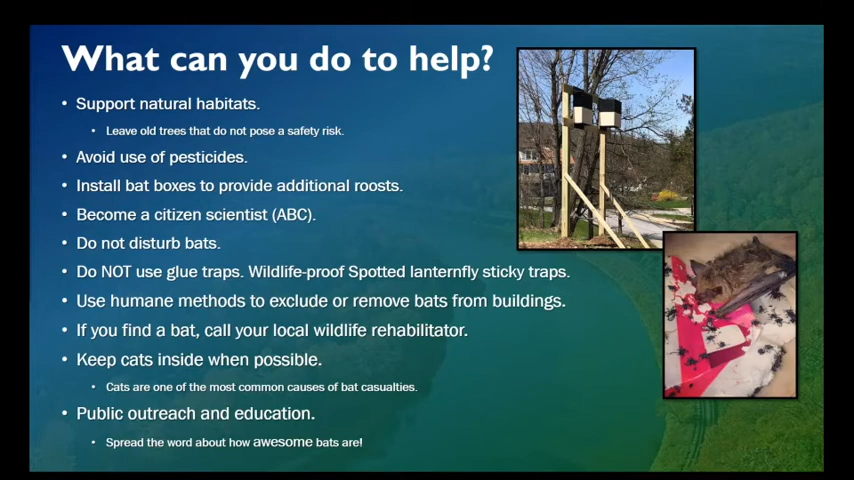 What can you do to help?
• Support natural habitats.
• Leave old trees that do not pose a safety risk.
• Avoid use of pesticides.
• Install bat boxes to provide additional roosts.
• Become a citizen scientist (ABC).
• Do not disturb bats.
• Do NOT use glue traps. Wildlife-proof Spotted lanternfly sticky traps.
• Use humane methods to exclude or remove bats from buildings.
• If you find a bat, call your local wildlife rehabilitator.
• Keep cats inside when possible.
• Cats are one of the most common causes of bat casualties.
• Public outreach and education.
• Spread the word about how awesome bats are!